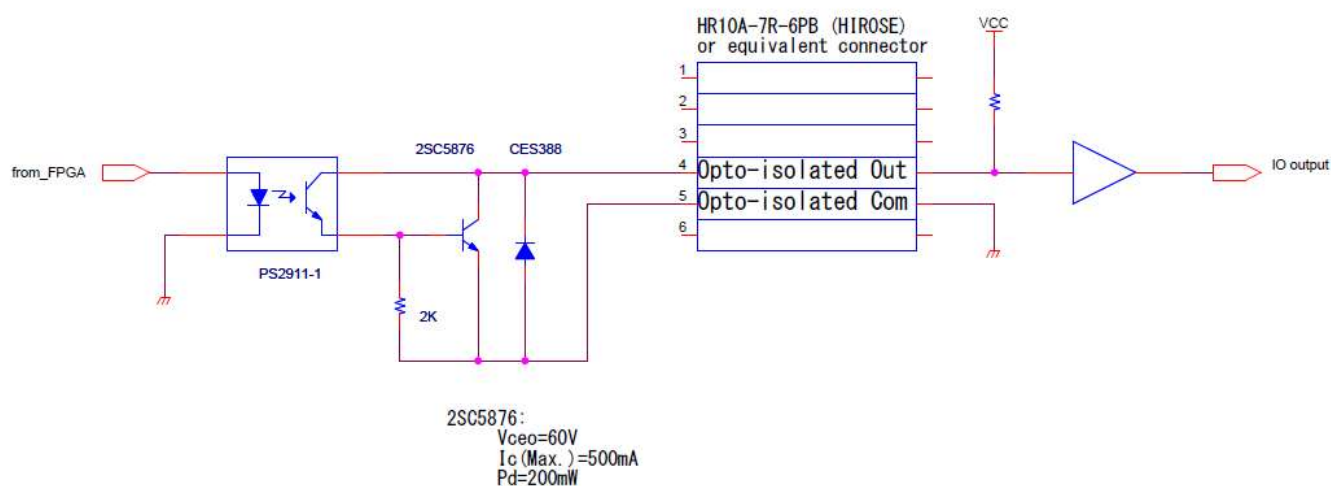 HR10A-7R-6PB (HIROSE)
or equivalent connector
VCC
1
2
3
from_FPGA
2SC5876
CES388
4
Opto-isolated Out
IO output
5
Opto-isolated Com
6
PS2911-1
2K
2SC5876:
Vceo=60V
Ic(Max.)=500mA
Pd=200mW